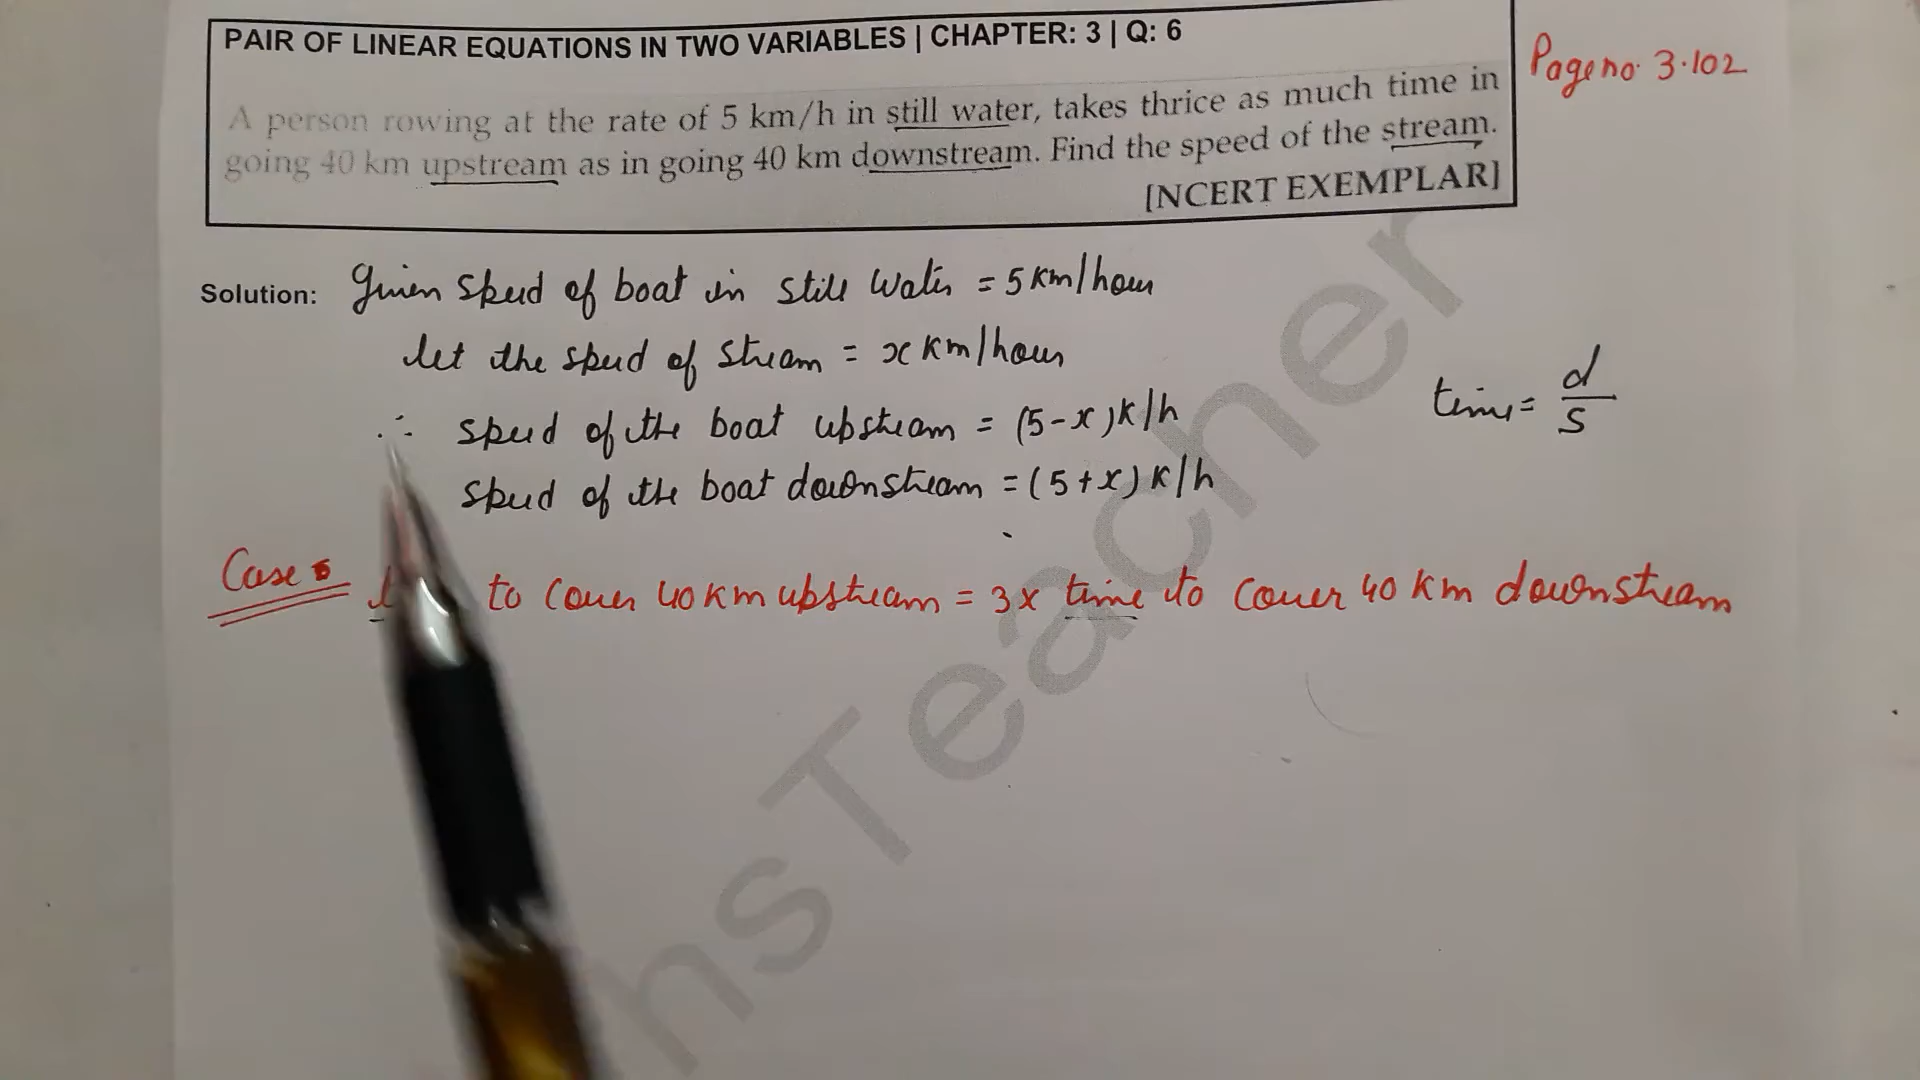 PAIR OF LINEAR EQUATIONS IN TWO VARIABLES | CHAPTER: 3 | Q: 6
Page no. 3.102
A person rowing at the rate of 5 km/h in still water, takes thrice as much time in
going 40 km upstream as in going 40 km downstream. Find the speed of the stream.
[NCERT EXEMPLAR]
Solution: Given speed of boat in still water = 5 km/hour
let the speed of stream = x km/hour
∴ speed of the boat upstream = (5-x) k/h
time = d/s
speed of the boat downstream = (5+x) k/h
Case to cover 40 km upstream = 3 x time to cover 40 km downstream
hsTeacher